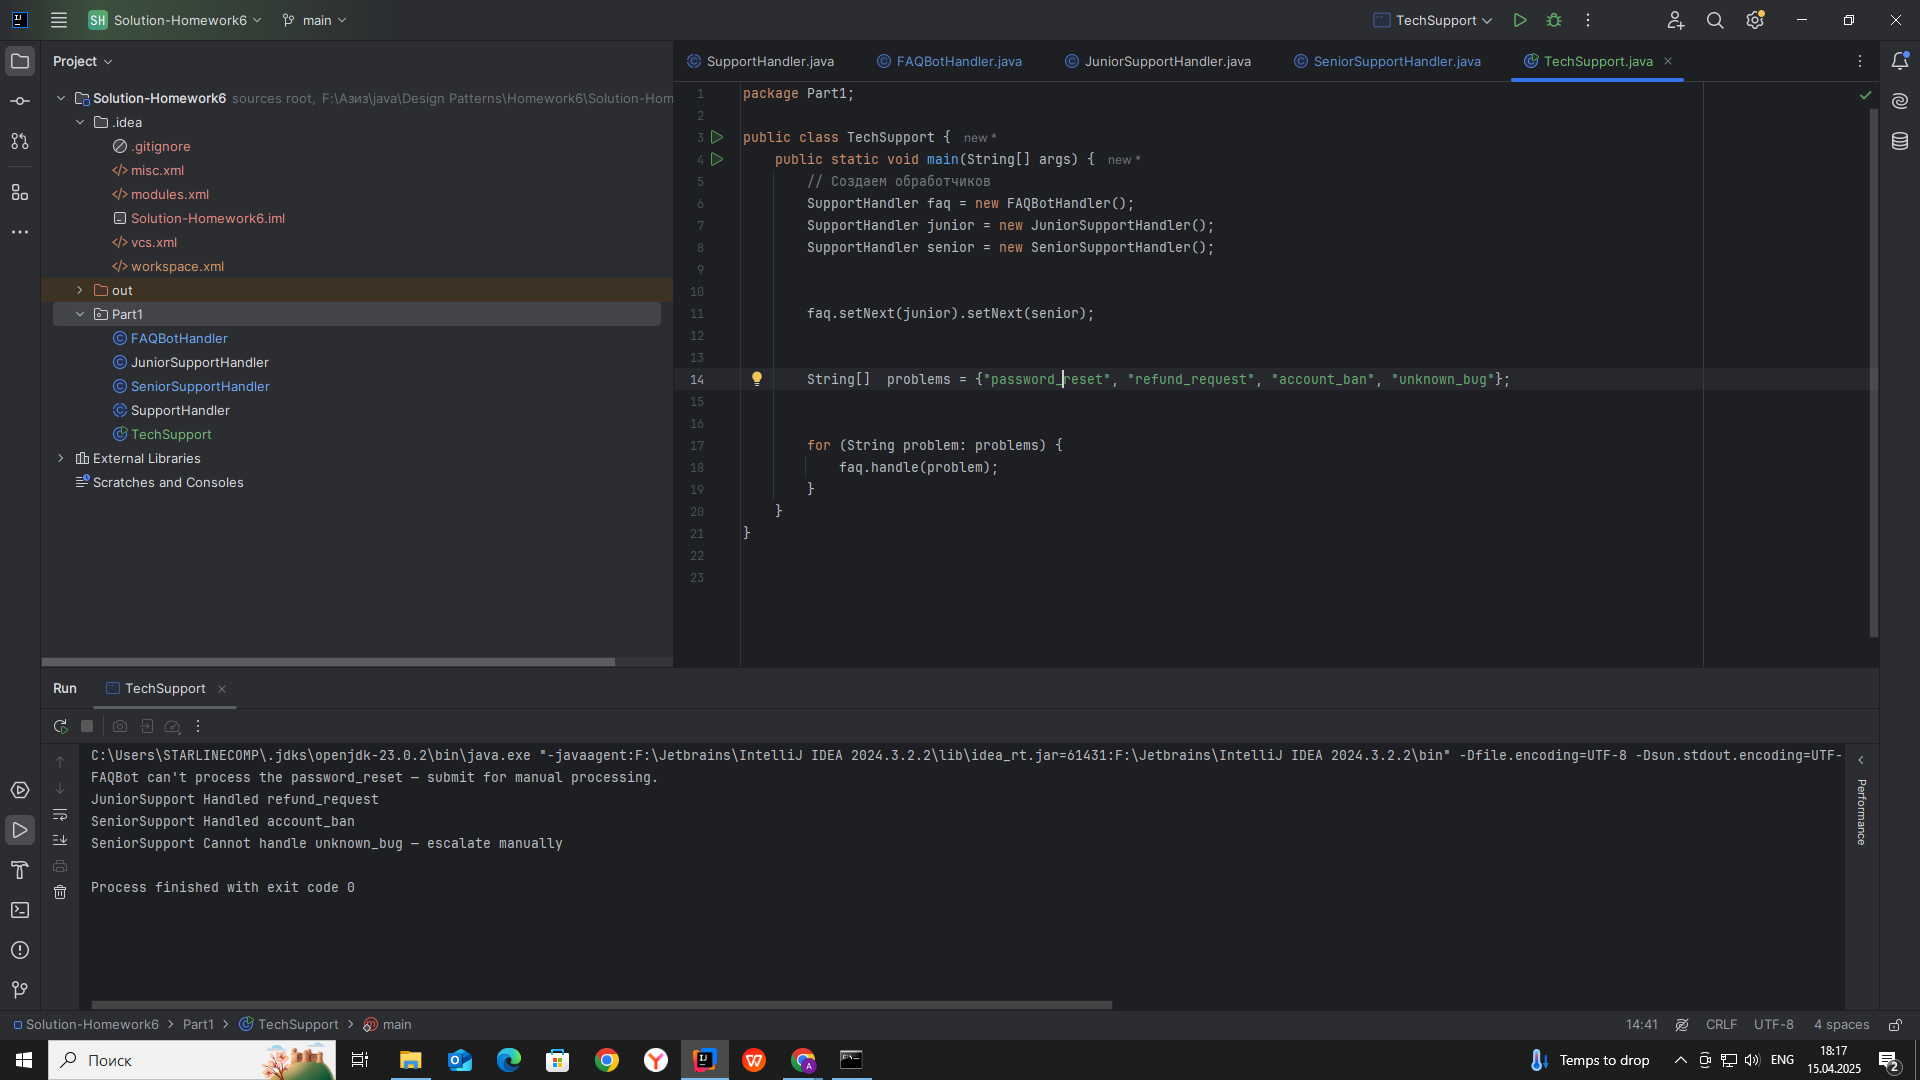 SH Solution-Homework6 main TechSupport
Project
SupportHandler.java FAQBotHandler.java JuniorSupportHandler.java SeniorSupportHandler.java TechSupport.java
Solution-Homework6 sources root, F:\Азиз\java\Design Patterns\Homework6\Solution-Hom
.idea
.gitignore
misc.xml
modules.xml
Solution-Homework6.iml
vcs.xml
workspace.xml
out
Part1
FAQBotHandler
JuniorSupportHandler
SeniorSupportHandler
SupportHandler
TechSupport
External Libraries
Scratches and Consoles
1 package Part1;
2
3 public class TechSupport { new *
4 public static void main(String[] args) { new *
5 // Создаем обработчиков
6 SupportHandler faq = new FAQBotHandler();
7 SupportHandler junior = new JuniorSupportHandler();
8 SupportHandler senior = new SeniorSupportHandler();
9
10
11 faq.setNext(junior).setNext(senior);
12
13
14 String[]  problems = {"password_reset", "refund_request", "account_ban", "unknown_bug"};
15
16
17 for (String problem: problems) {
18 faq.handle(problem);
19 }
20 }
21 }
22
23
Run TechSupport
C:\Users\STARLINECOMP\.jdks\openjdk-23.0.2\bin\java.exe "-javaagent:F:\Jetbrains\IntelliJ IDEA 2024.3.2.2\lib\idea_rt.jar=61431:F:\Jetbrains\IntelliJ IDEA 2024.3.2.2\bin" -Dfile.encoding=UTF-8 -Dsun.stdout.encoding=UTF-
FAQBot can't process the password_reset — submit for manual processing.
JuniorSupport Handled refund_request
SeniorSupport Handled account_ban
SeniorSupport Cannot handle unknown_bug — escalate manually
Process finished with exit code 0
Performance
Solution-Homework6 > Part1 > TechSupport > main 14:41 CRLF UTF-8 4 spaces
Поиск Temps to drop ENG 18:17
15.04.2025 2